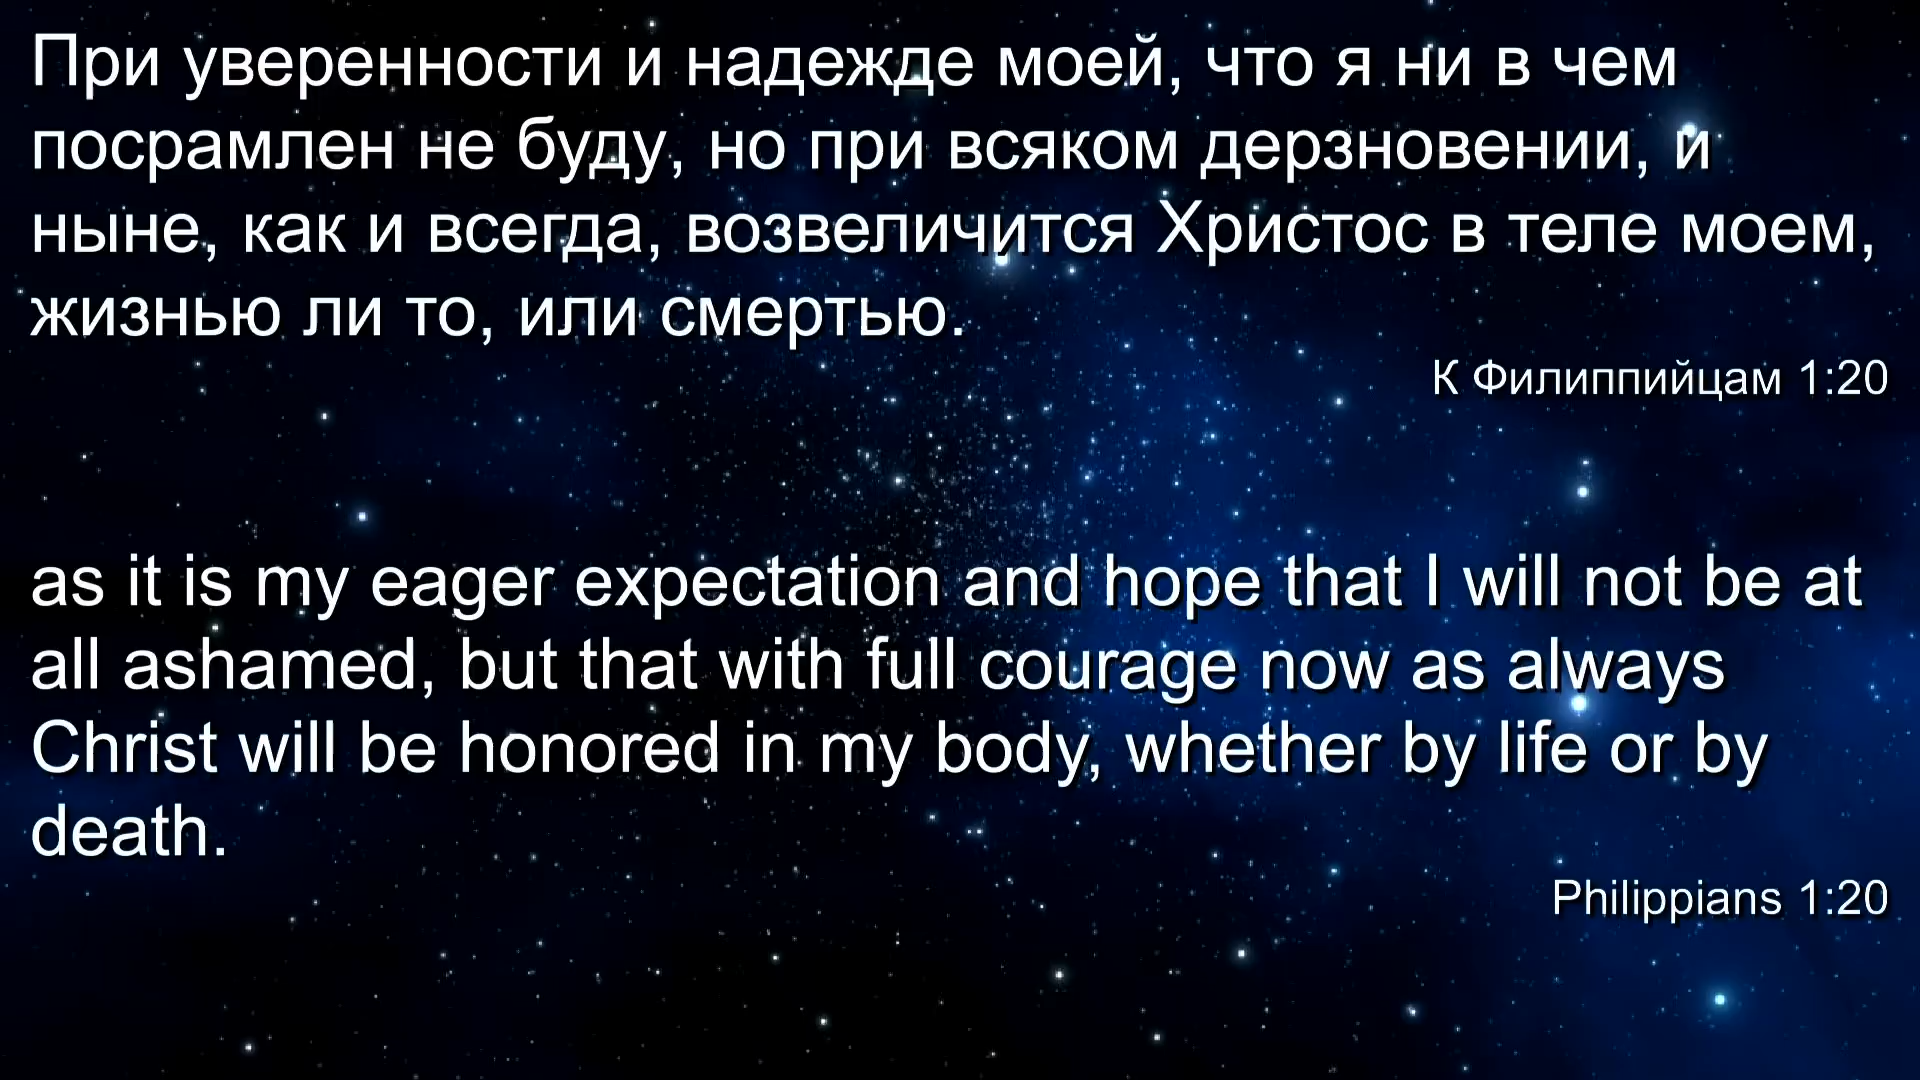 При уверенности и надежде моей, что я ни в чем
посрамлен не буду, но при всяком дерзновении, и
ныне, как и всегда, возвеличится Христос в теле моем,
жизнью ли то, или смертью.
К Филиппийцам 1:20
as it is my eager expectation and hope that I will not be at
all ashamed, but that with full courage now as always
Christ will be honored in my body, whether by life or by
death.
Philippians 1:20